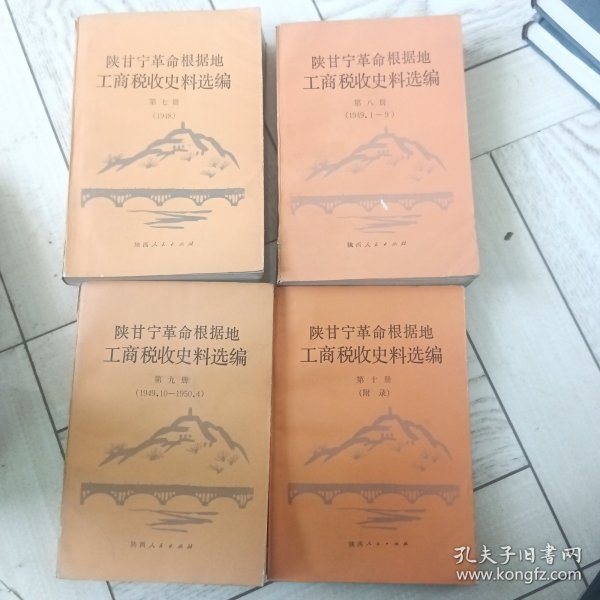 陕甘宁革命根据地
工商税收史料选编
第七册
(1948)
陕西人民出版社
陕甘宁革命根据地
工商税收史料选编
第八册
(1949.1-9)
陕西人民出版社
陕甘宁革命根据地
工商税收史料选编
第九册
(1949.10-1950.4)
陕西人民出版社
陕甘宁革命根据地
工商税收史料选编
第十册
(附录)
陕西人民出版社
孔夫子旧书网
www.kongfz.com